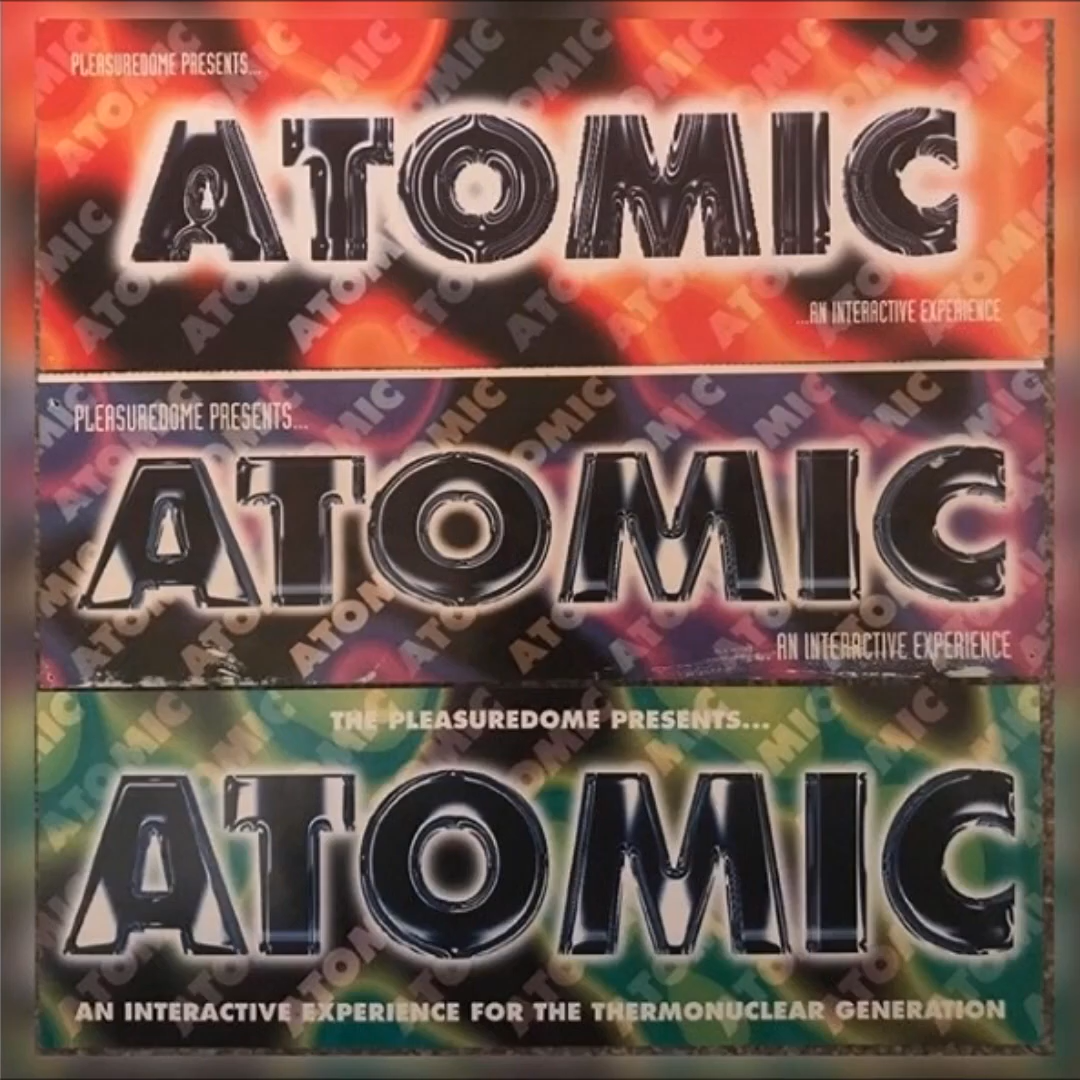 PLEASUREDOME PRESENTS...
ATOMIC
...AN INTERACTIVE EXPERIENCE
PLEASUREDOME PRESENTS...
ATOMIC
... AN INTERACTIVE EXPERIENCE
THE PLEASUREDOME PRESENTS...
ATOMIC
AN INTERACTIVE EXPERIENCE FOR THE THERMONUCLEAR GENERATION